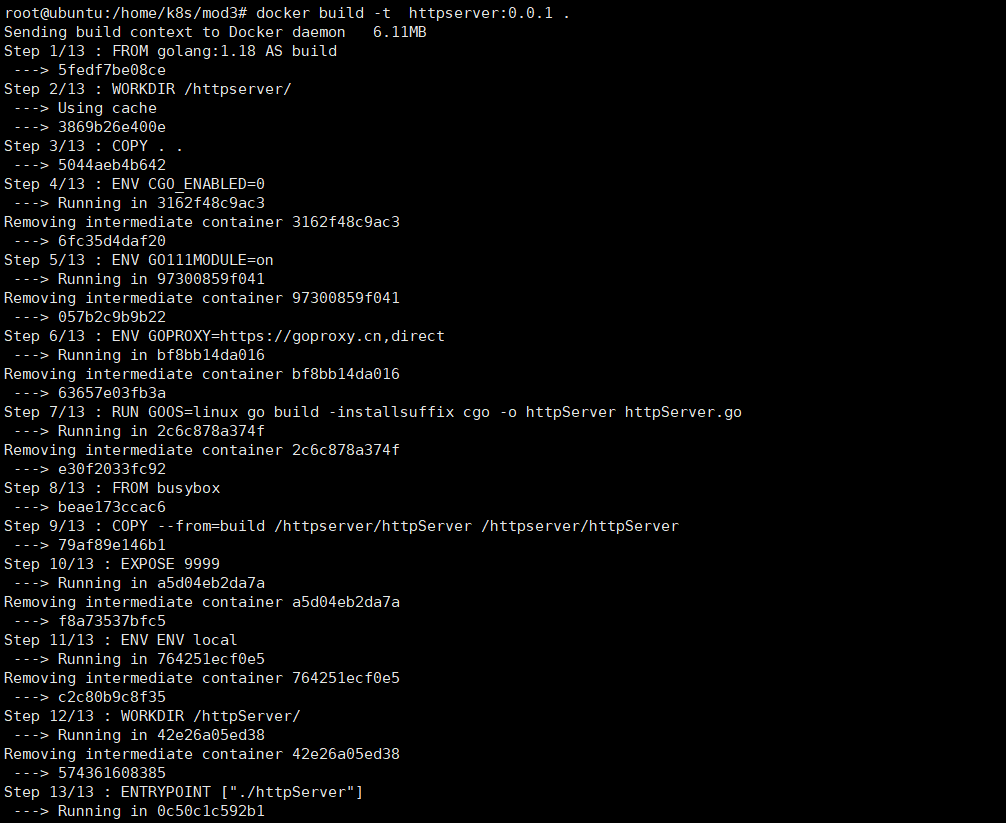 root@ubuntu:/home/k8s/mod3# docker build -t  httpserver:0.0.1 .
Sending build context to Docker daemon   6.11MB
Step 1/13 : FROM golang:1.18 AS build
 ---> 5fedf7be08ce
Step 2/13 : WORKDIR /httpserver/
 ---> Using cache
 ---> 3869b26e400e
Step 3/13 : COPY . .
 ---> 5044aeb4b642
Step 4/13 : ENV CGO_ENABLED=0
 ---> Running in 3162f48c9ac3
Removing intermediate container 3162f48c9ac3
 ---> 6fc35d4daf20
Step 5/13 : ENV GO111MODULE=on
 ---> Running in 97300859f041
Removing intermediate container 97300859f041
 ---> 057b2c9b9b22
Step 6/13 : ENV GOPROXY=https://goproxy.cn,direct
 ---> Running in bf8bb14da016
Removing intermediate container bf8bb14da016
 ---> 63657e03fb3a
Step 7/13 : RUN GOOS=linux go build -installsuffix cgo -o httpServer httpServer.go
 ---> Running in 2c6c878a374f
Removing intermediate container 2c6c878a374f
 ---> e30f2033fc92
Step 8/13 : FROM busybox
 ---> beae173ccac6
Step 9/13 : COPY --from=build /httpserver/httpServer /httpserver/httpServer
 ---> 79af89e146b1
Step 10/13 : EXPOSE 9999
 ---> Running in a5d04eb2da7a
Removing intermediate container a5d04eb2da7a
 ---> f8a73537bfc5
Step 11/13 : ENV ENV local
 ---> Running in 764251ecf0e5
Removing intermediate container 764251ecf0e5
 ---> c2c80b9c8f35
Step 12/13 : WORKDIR /httpServer/
 ---> Running in 42e26a05ed38
Removing intermediate container 42e26a05ed38
 ---> 574361608385
Step 13/13 : ENTRYPOINT ["./httpServer"]
 ---> Running in 0c50c1c592b1